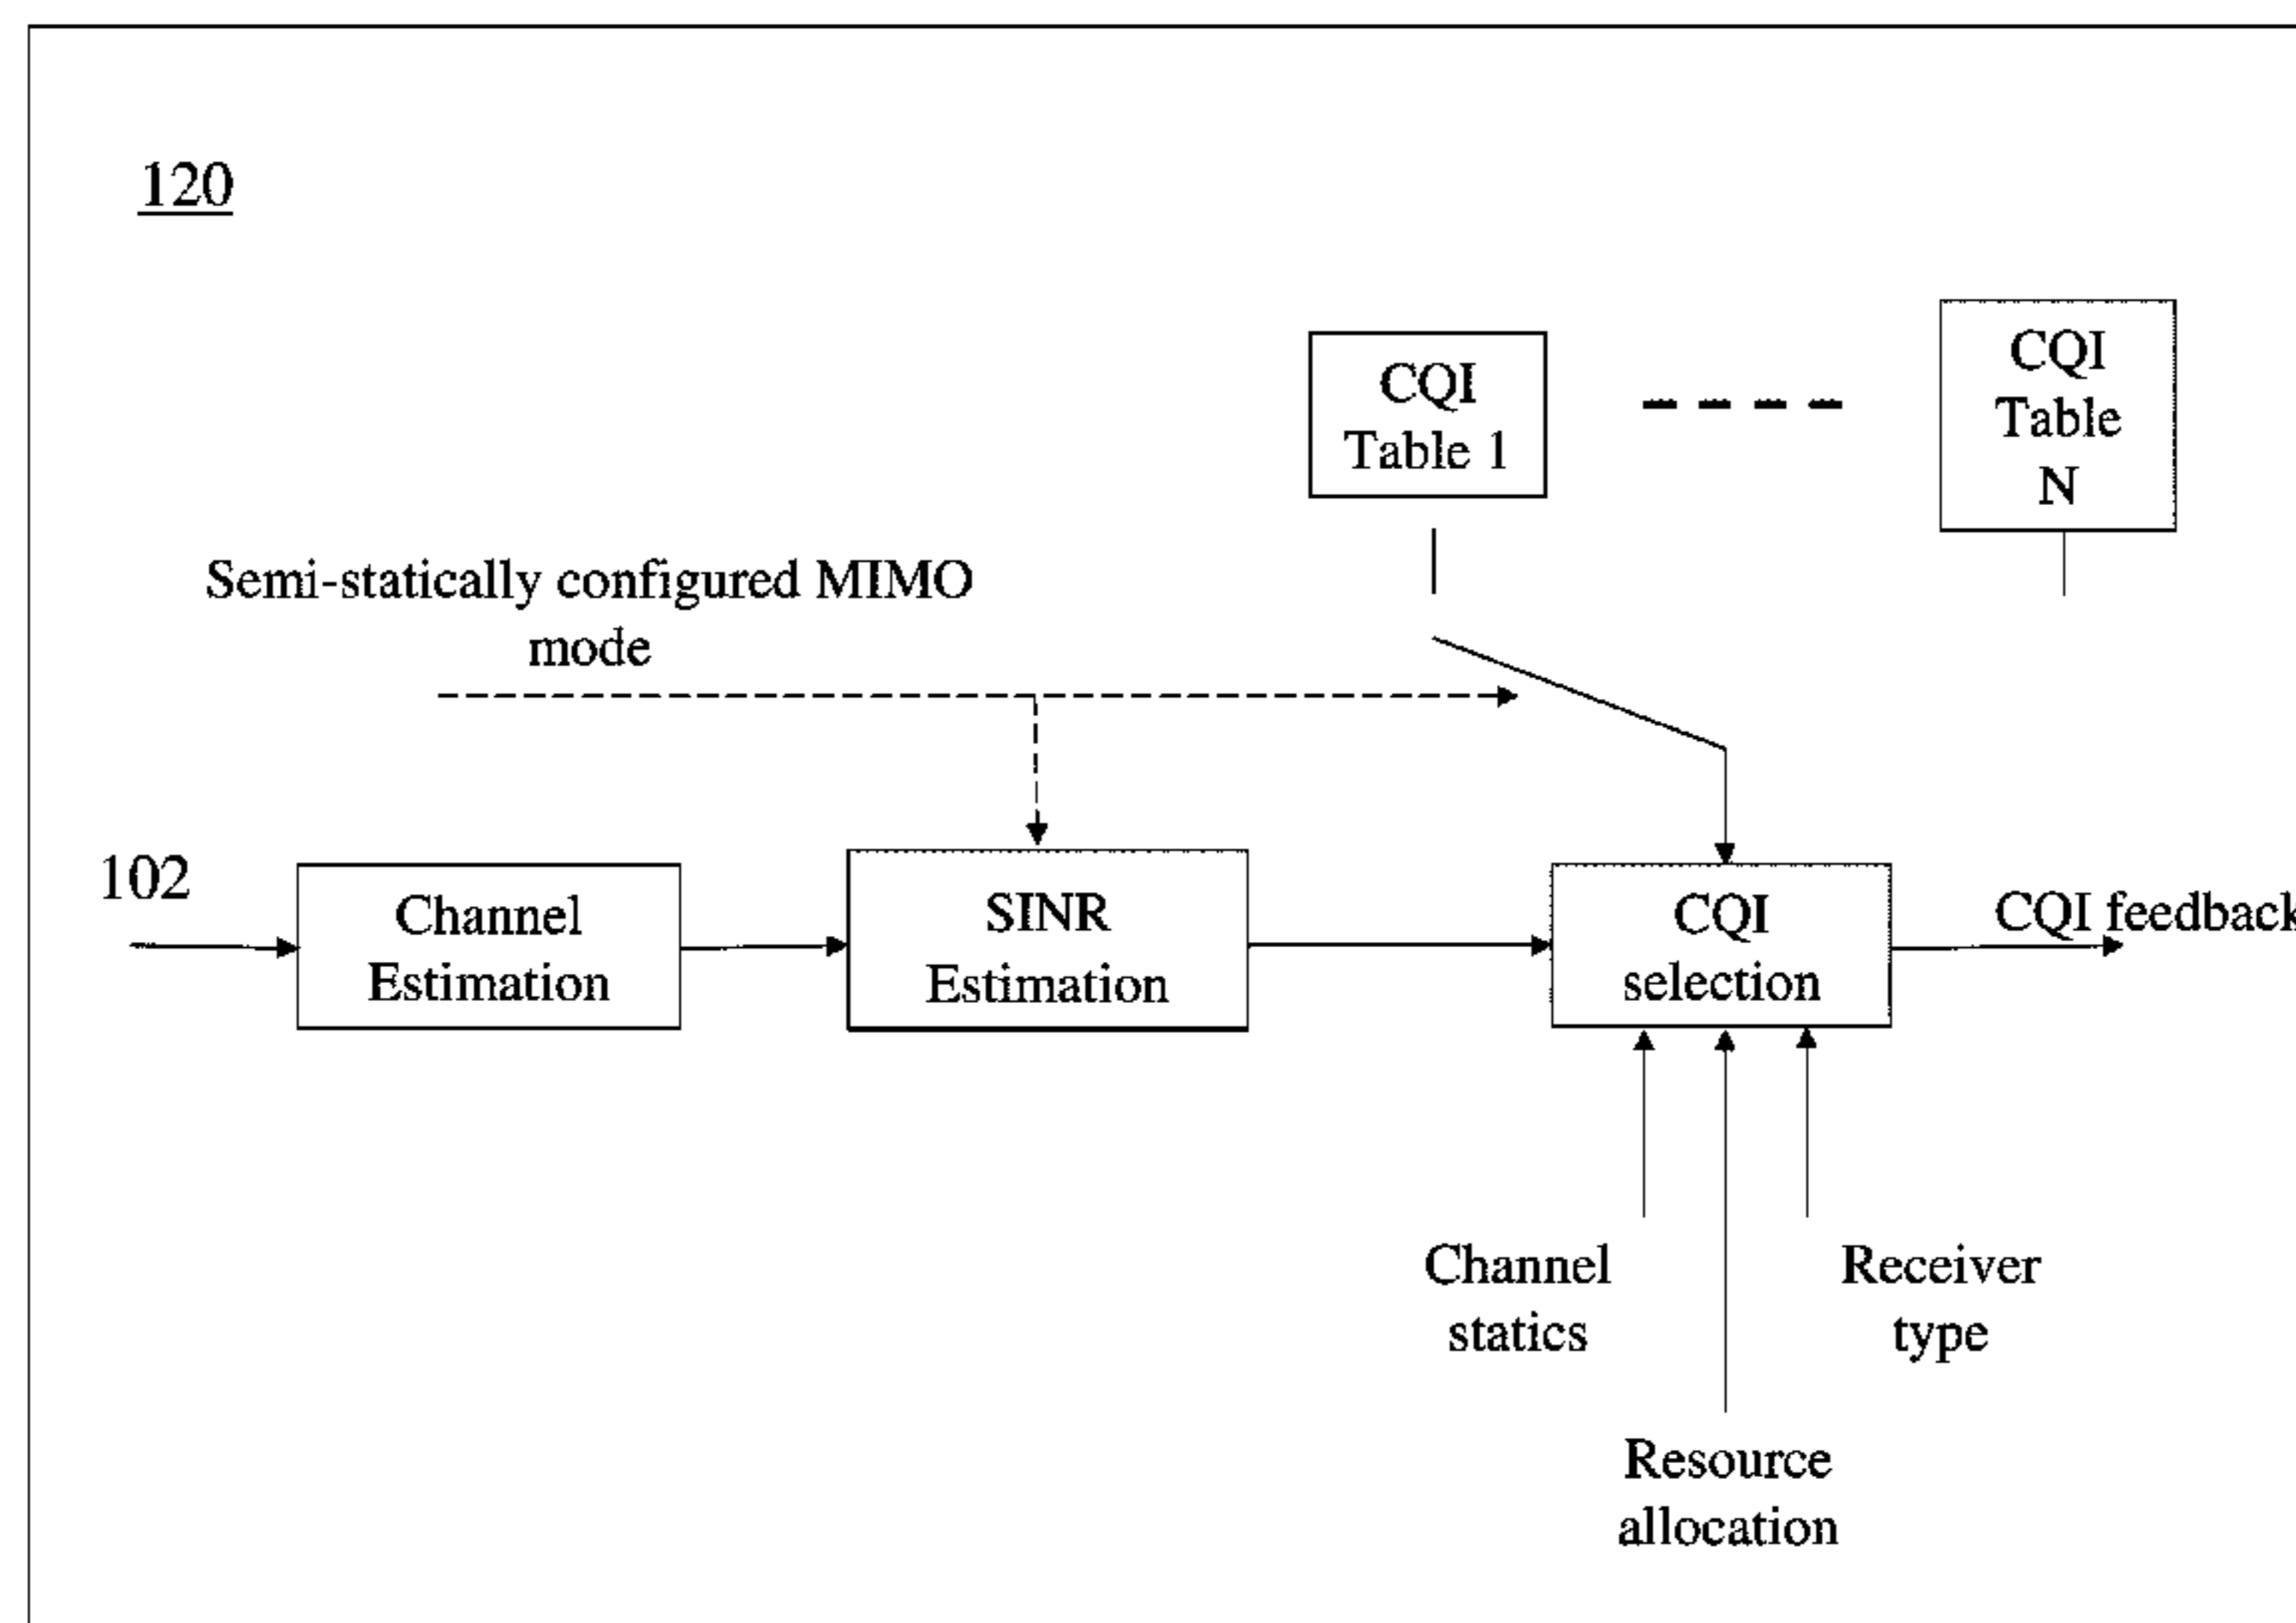 120
CQI
Table 1
CQI
Table
N
Semi-statically configured MIMO
mode
102
Channel
Estimation
SINR
Estimation
CQI
selection
CQI feedback
Channel
statics
Receiver
type
Resource
allocation